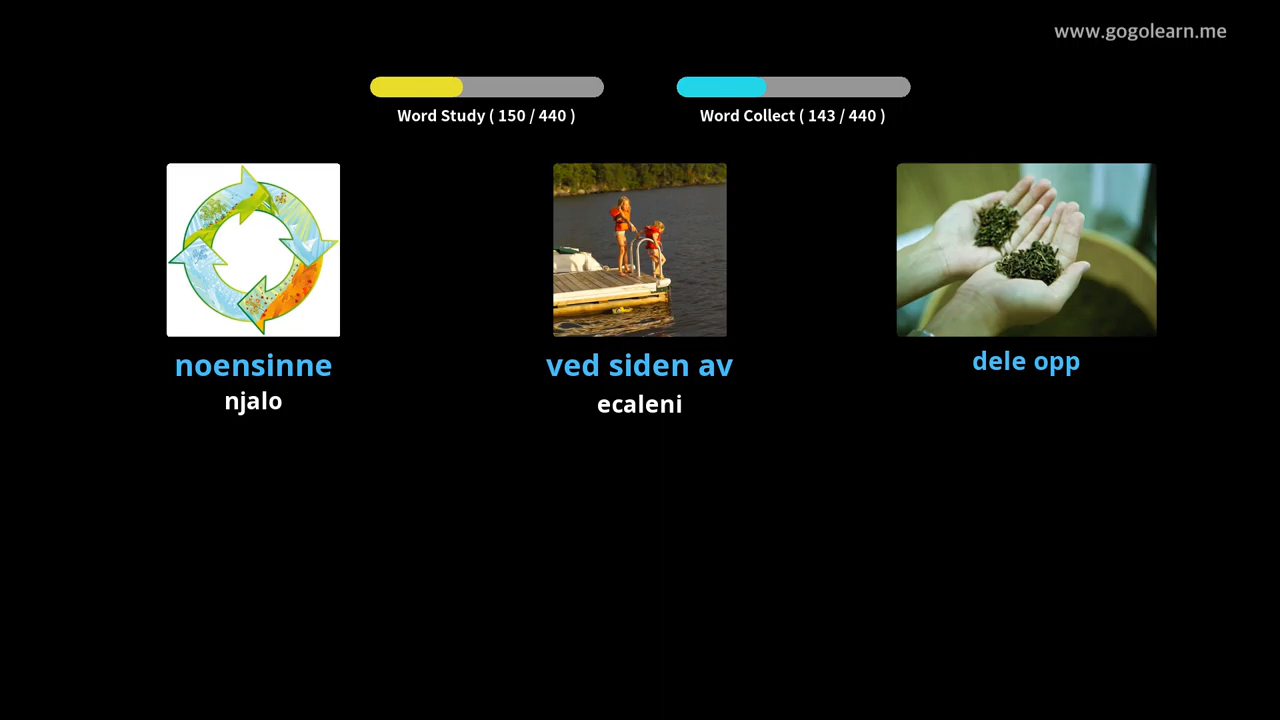 www.gogolearn.me
Word Study ( 150 / 440 )
Word Collect ( 143 / 440 )
noensinne
njalo
ved siden av
ecaleni
dele opp